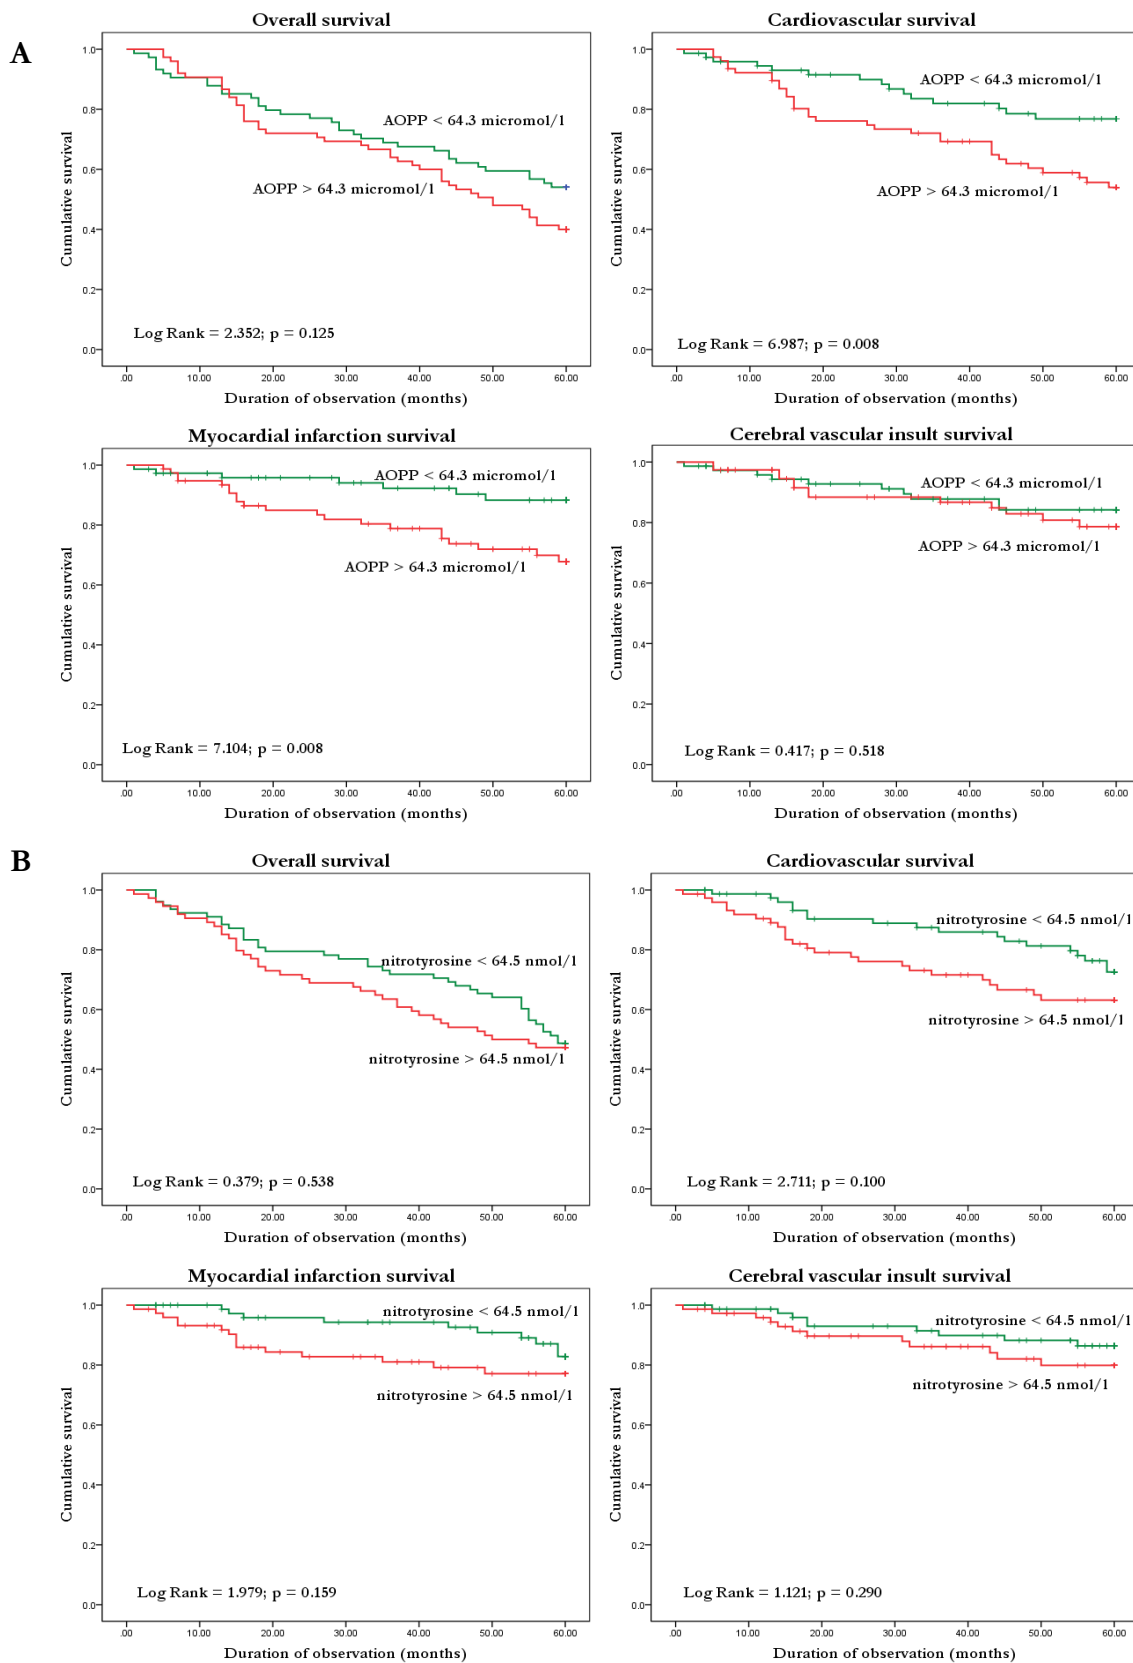 A
Overall survival
1.0
0.8
0.6
0.4
0.2
0.0
Cumulative survival
AOPP < 64.3 micromol/l
AOPP > 64.3 micromol/l
Log Rank = 2.352; p = 0.125
.00 10.00 20.00 30.00 40.00 50.00 60.00
Duration of observation (months)
Cardiovascular survival
1.0
0.8
0.6
0.4
0.2
0.0
Cumulative survival
AOPP < 64.3 micromol/l
AOPP > 64.3 micromol/l
Log Rank = 6.987; p = 0.008
.00 10.00 20.00 30.00 40.00 50.00 60.00
Duration of observation (months)
Myocardial infarction survival
1.0
0.8
0.6
0.4
0.2
0.0
Cumulative survival
AOPP < 64.3 micromol/l
AOPP > 64.3 micromol/l
Log Rank = 7.104; p = 0.008
.00 10.00 20.00 30.00 40.00 50.00 60.00
Duration of observation (months)
Cerebral vascular insult survival
1.0
0.8
0.6
0.4
0.2
0.0
Cumulative survival
AOPP < 64.3 micromol/l
AOPP > 64.3 micromol/l
Log Rank = 0.417; p = 0.518
.00 10.00 20.00 30.00 40.00 50.00 60.00
Duration of observation (months)
B
Overall survival
1.0
0.8
0.6
0.4
0.2
0.0
Cumulative survival
nitrotyrosine < 64.5 nmol/l
nitrotyrosine > 64.5 nmol/l
Log Rank = 0.379; p = 0.538
.00 10.00 20.00 30.00 40.00 50.00 60.00
Duration of observation (months)
Cardiovascular survival
1.0
0.8
0.6
0.4
0.2
0.0
Cumulative survival
nitrotyrosine < 64.5 nmol/l
nitrotyrosine > 64.5 nmol/l
Log Rank = 2.711; p = 0.100
.00 10.00 20.00 30.00 40.00 50.00 60.00
Duration of observation (months)
Myocardial infarction survival
1.0
0.8
0.6
0.4
0.2
0.0
Cumulative survival
nitrotyrosine < 64.5 nmol/l
nitrotyrosine > 64.5 nmol/l
Log Rank = 1.979; p = 0.159
.00 10.00 20.00 30.00 40.00 50.00 60.00
Duration of observation (months)
Cerebral vascular insult survival
1.0
0.8
0.6
0.4
0.2
0.0
Cumulative survival
nitrotyrosine < 64.5 nmol/l
nitrotyrosine > 64.5 nmol/l
Log Rank = 1.121; p = 0.290
.00 10.00 20.00 30.00 40.00 50.00 60.00
Duration of observation (months)